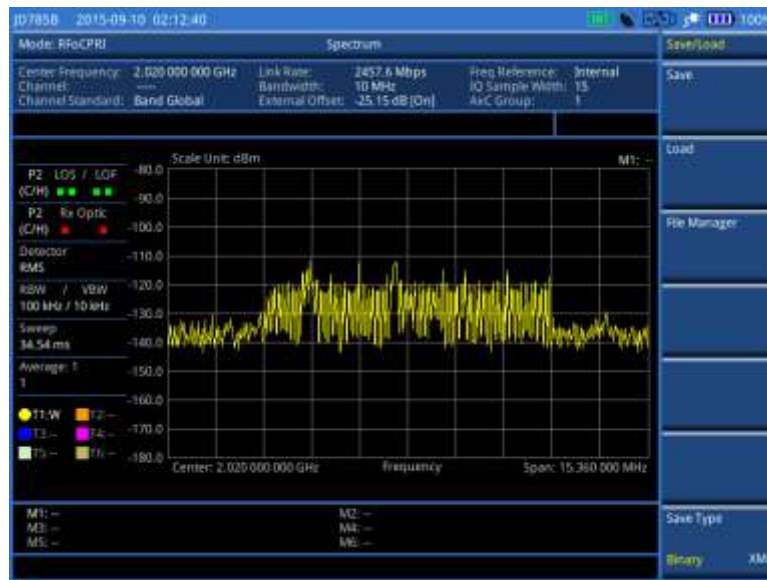 JD785B 2015-09-10 02:12:40
100%
Mode: RFoCPRI Spectrum Save/Load
Center Frequency: 2.020 000 000 GHz Link Rate: 2457.6 Mbps Freq Reference: Internal
Channel: ---- Bandwidth: 10 MHz IQ Sample Width: 15
Channel Standard: Band Global External Offset: -25.15 dB [On] AxC Group: 1
Save
Load
File Manager
Save Type
Binary XML
Scale Unit: dBm M1: --
P2 LOS / LOF
(C/H)
P2 Rx Optic
(C/H)
Detector
RMS
RBW / VBW
100 kHz / 10 kHz
Sweep
34.54 ms
Average: 1
1
T1:W T2:--
T3:-- T4:--
T5:-- T6:--
-80.0
-90.0
-100.0
-110.0
-120.0
-130.0
-140.0
-150.0
-160.0
-170.0
-180.0
Center: 2.020 000 000 GHz Frequency Span: 15.360 000 MHz
M1: -- M2: --
M3: -- M4: --
M5: -- M6: --